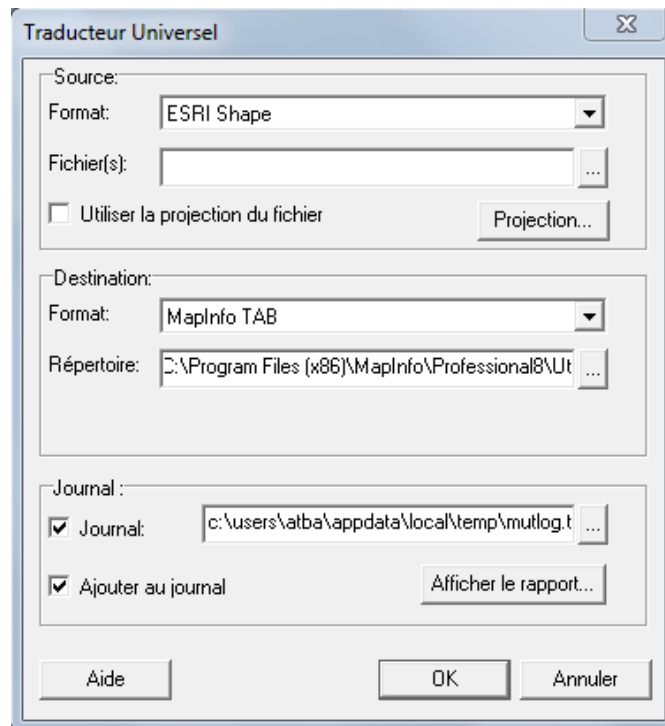 Traducteur Universel
Source:
Format: ESRI Shape
Fichier(s): ...
Utiliser la projection du fichier Projection...
Destination:
Format: MapInfo TAB
Répertoire: C:\Program Files (x86)\MapInfo\Professional8\Ut ...
Journal :
Journal: c:\users\atba\appdata\local\temp\mutlog.t ...
Ajouter au journal Afficher le rapport...
Aide OK Annuler